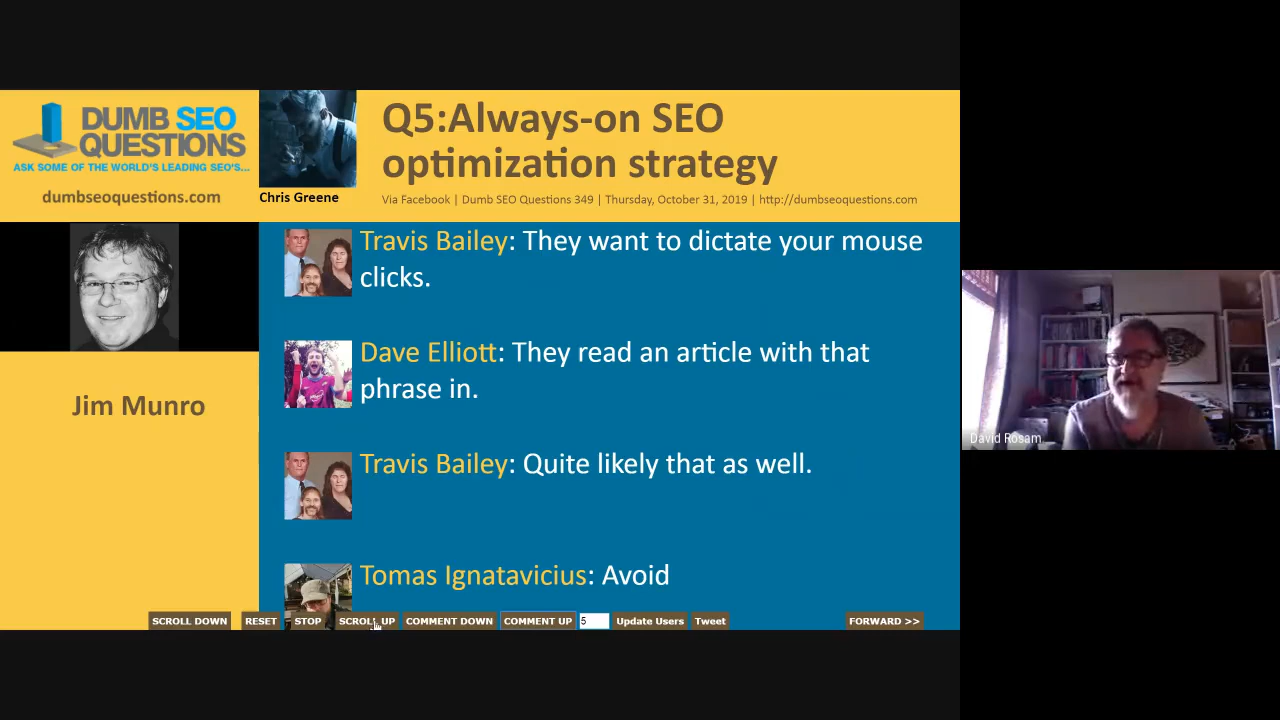 DUMB SEO
QUESTIONS
ASK SOME OF THE WORLD'S LEADING SEO'S...
dumbseoquestions.com
Chris Greene
Q5:Always-on SEO
optimization strategy
Via Facebook | Dumb SEO Questions 349 | Thursday, October 31, 2019 | http://dumbseoquestions.com
Jim Munro
Travis Bailey: They want to dictate your mouse
clicks.
Dave Elliott: They read an article with that
phrase in.
Travis Bailey: Quite likely that as well.
Tomas Ignatavicius: Avoid
SCROLL DOWN RESET STOP SCROLL UP COMMENT DOWN COMMENT UP 5 Update Users Tweet FORWARD >>
David Rosam